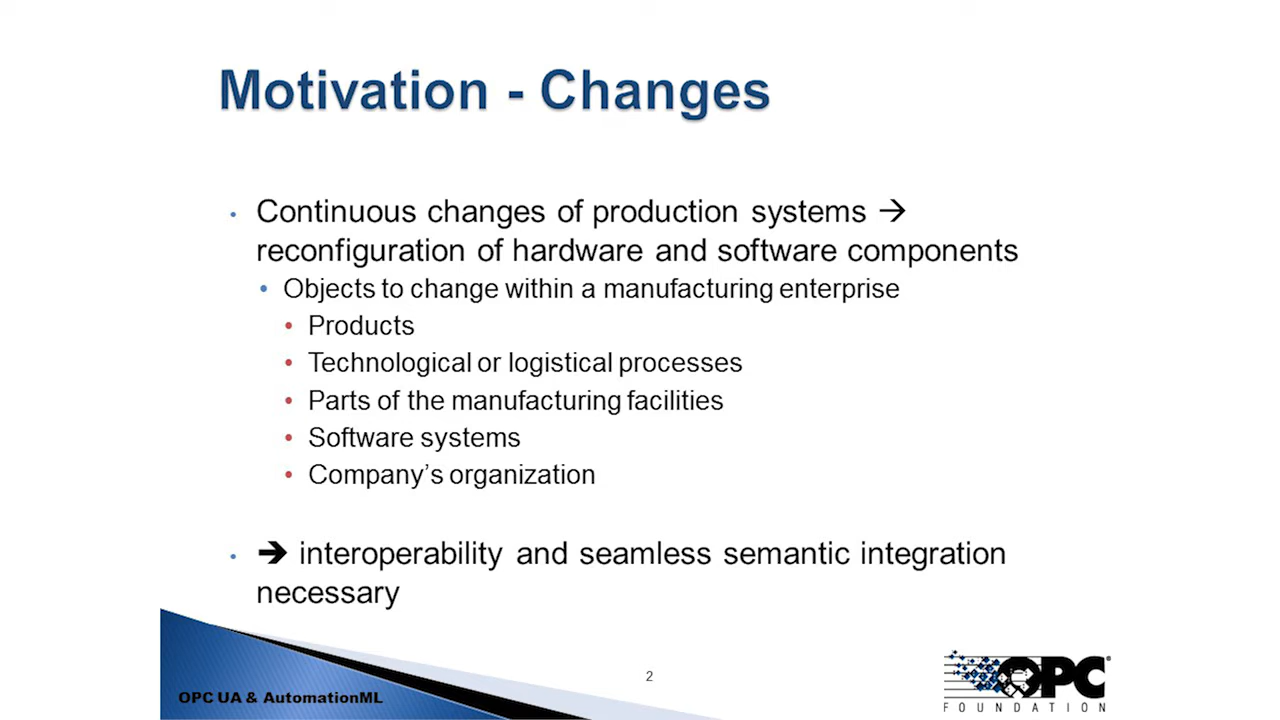 Motivation - Changes
• Continuous changes of production systems →
reconfiguration of hardware and software components
• Objects to change within a manufacturing enterprise
• Products
• Technological or logistical processes
• Parts of the manufacturing facilities
• Software systems
• Company’s organization
• ➔ interoperability and seamless semantic integration
necessary
2
OPC UA & AutomationML
OPC®
FOUNDATION